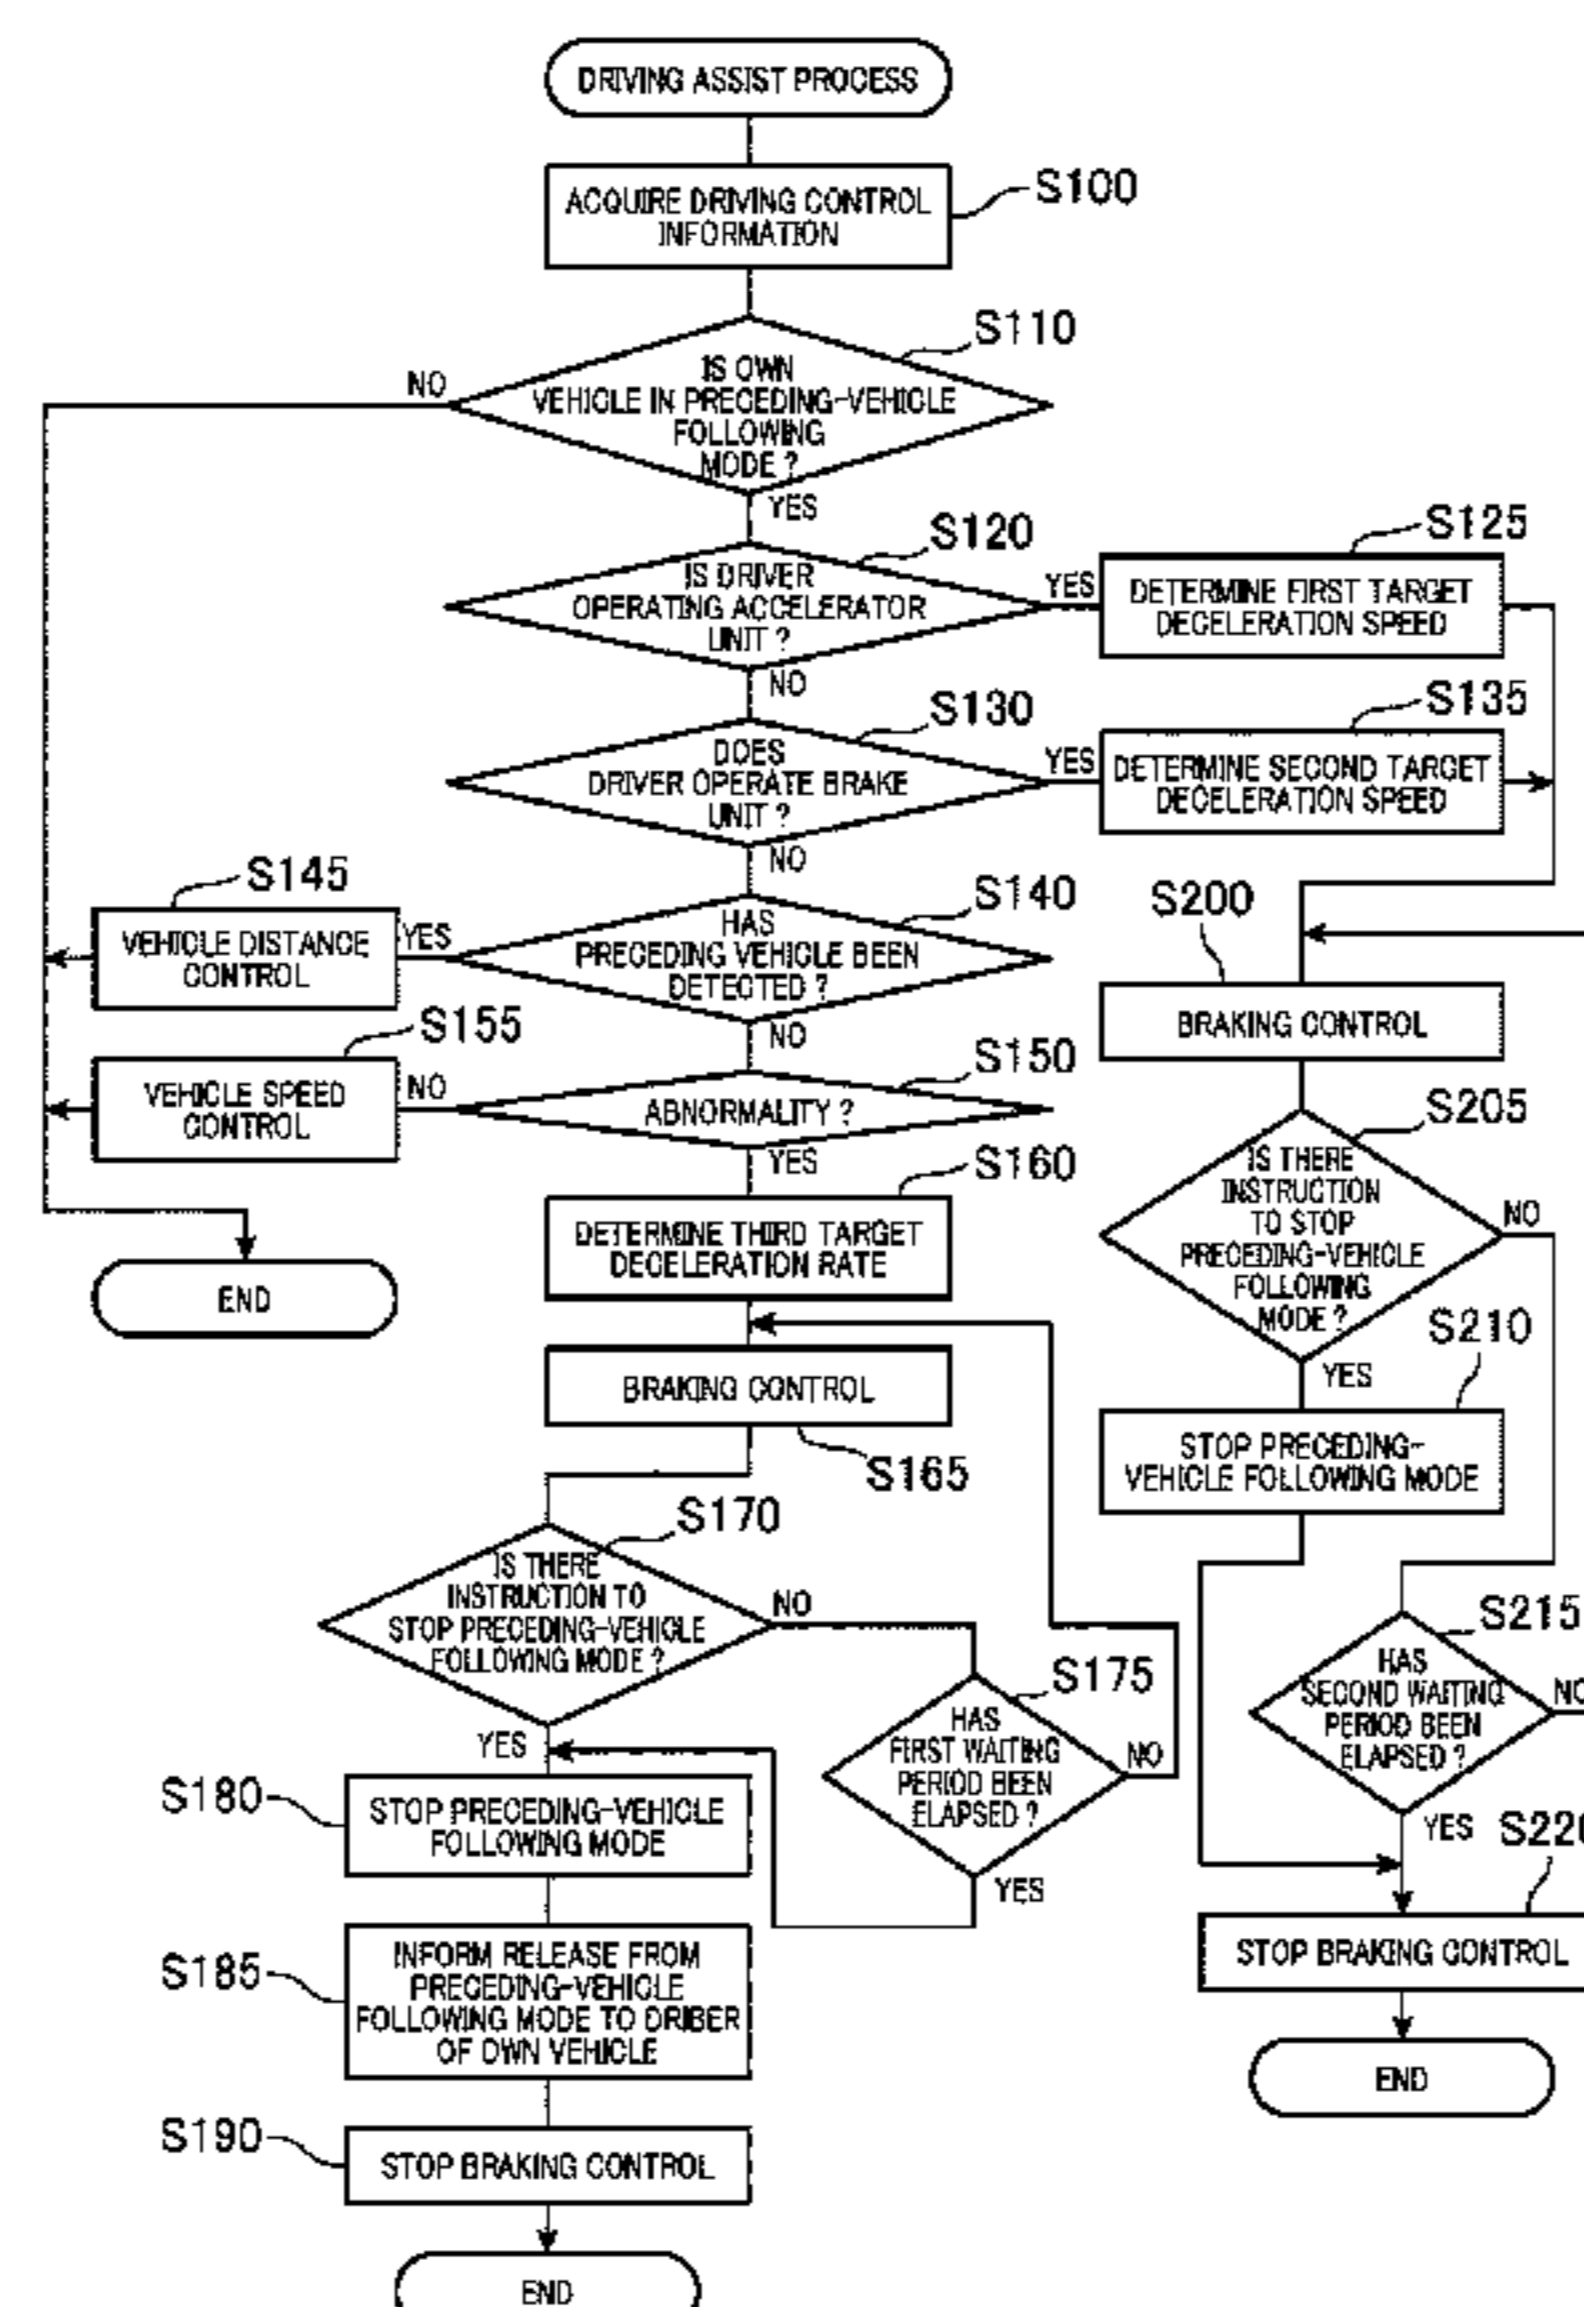 DRIVING ASSIST PROCESS
S100
ACQUIRE DRIVING CONTROL
INFORMATION
S110
IS OWN
VEHICLE IN PRECEDING-VEHICLE
FOLLOWING
MODE ?
NO
YES
S120
IS DRIVER
OPERATING ACCELERATOR
UNIT ?
YES
NO
S125
DETERMINE FIRST TARGET
DECELERATION SPEED
S130
DOES
DRIVER OPERATE BRAKE
UNIT ?
YES
NO
S135
DETERMINE SECOND TARGET
DECELERATION SPEED
S140
HAS
PRECEDING VEHICLE BEEN
DETECTED ?
YES
NO
S145
VEHICLE DISTANCE
CONTROL
S150
ABNORMALITY ?
NO
YES
S155
VEHICLE SPEED
CONTROL
END
S160
DETERMINE THIRD TARGET
DECELERATION RATE
BRAKING CONTROL
S165
S170
IS THERE
INSTRUCTION TO
STOP PRECEDING-VEHICLE
FOLLOWING MODE ?
NO
YES
S175
HAS
FIRST WAITING
PERIOD BEEN
ELAPSED ?
NO
YES
S180
STOP PRECEDING-VEHICLE
FOLLOWING MODE
S185
INFORM RELEASE FROM
PRECEDING-VEHICLE
FOLLOWING MODE TO DRIBER
OF OWN VEHICLE
S190
STOP BRAKING CONTROL
END
S200
BRAKING CONTROL
S205
IS THERE
INSTRUCTION
TO STOP
PRECEDING-VEHICLE
FOLLOWING
MODE ?
NO
YES
S210
STOP PRECEDING-
VEHICLE FOLLOWING MODE
S215
HAS
SECOND WAITING
PERIOD BEEN
ELAPSED ?
NO
YES
S220
STOP BRAKING CONTROL
END